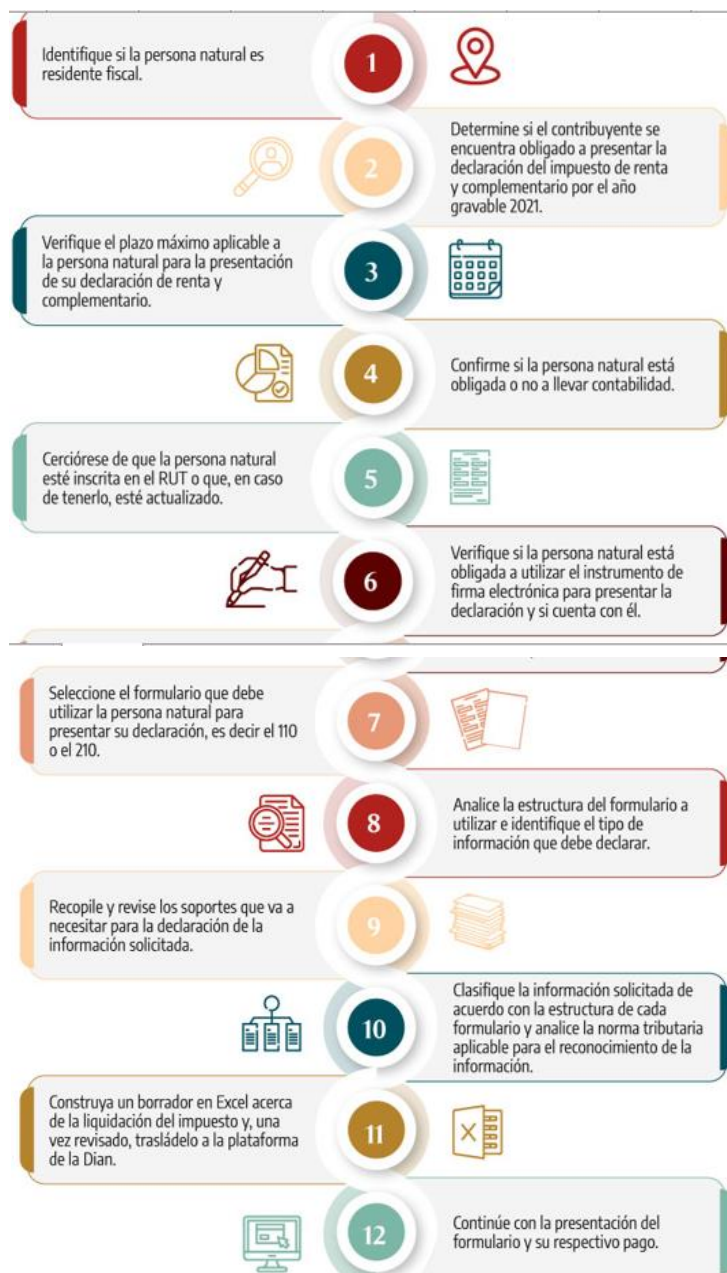 Identifique si la persona natural es
residente fiscal.
1
2
Determine si el contribuyente se
encuentra obligado a presentar la
declaración del impuesto de renta
y complementario por el año
gravable 2021.
Verifique el plazo máximo aplicable a
la persona natural para la presentación
de su declaración de renta y
complementario.
3
4
Confirme si la persona natural está
obligada o no a llevar contabilidad.
Cerciórese de que la persona natural
esté inscrita en el RUT o que, en caso
de tenerlo, esté actualizado.
5
6
Verifique si la persona natural está
obligada a utilizar el instrumento de
firma electrónica para presentar la
declaración y si cuenta con él.
Seleccione el formulario que debe
utilizar la persona natural para
presentar su declaración, es decir el 110
o el 210.
7
8
Analice la estructura del formulario a
utilizar e identifique el tipo de
información que debe declarar.
Recopile y revise los soportes que va a
necesitar para la declaración de la
información solicitada.
9
10
Clasifique la información solicitada de
acuerdo con la estructura de cada
formulario y analice la norma tributaria
aplicable para el reconocimiento de la
información.
Construya un borrador en Excel acerca
de la liquidación del impuesto y, una
vez revisado, trasládelo a la plataforma
de la Dian.
11
12
Continúe con la presentación del
formulario y su respectivo pago.